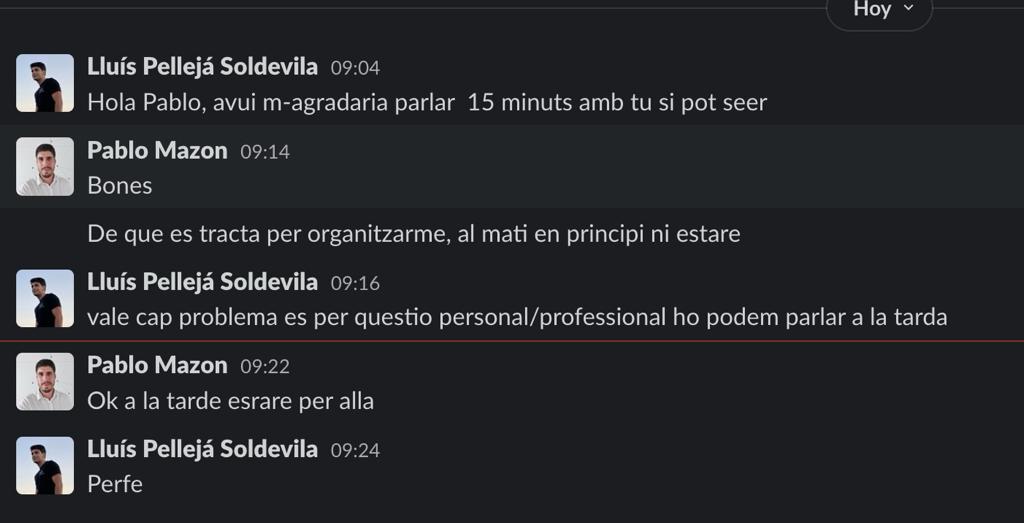 Hoy
Lluís Pellejá Soldevila 09:04
Hola Pablo, avui m-agradaria parlar  15 minuts amb tu si pot seer
Pablo Mazon 09:14
Bones
De que es tracta per organitzarme, al mati en principi ni estare
Lluís Pellejá Soldevila 09:16
vale cap problema es per questio personal/professional ho podem parlar a la tarda
Pablo Mazon 09:22
Ok a la tarde esrare per alla
Lluís Pellejá Soldevila 09:24
Perfe